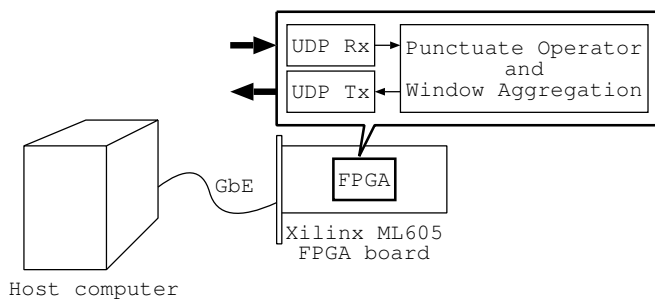 UDP Rx
UDP Tx
Punctuate Operator
and
Window Aggregation
FPGA
GbE
Xilinx ML605
FPGA board
Host computer